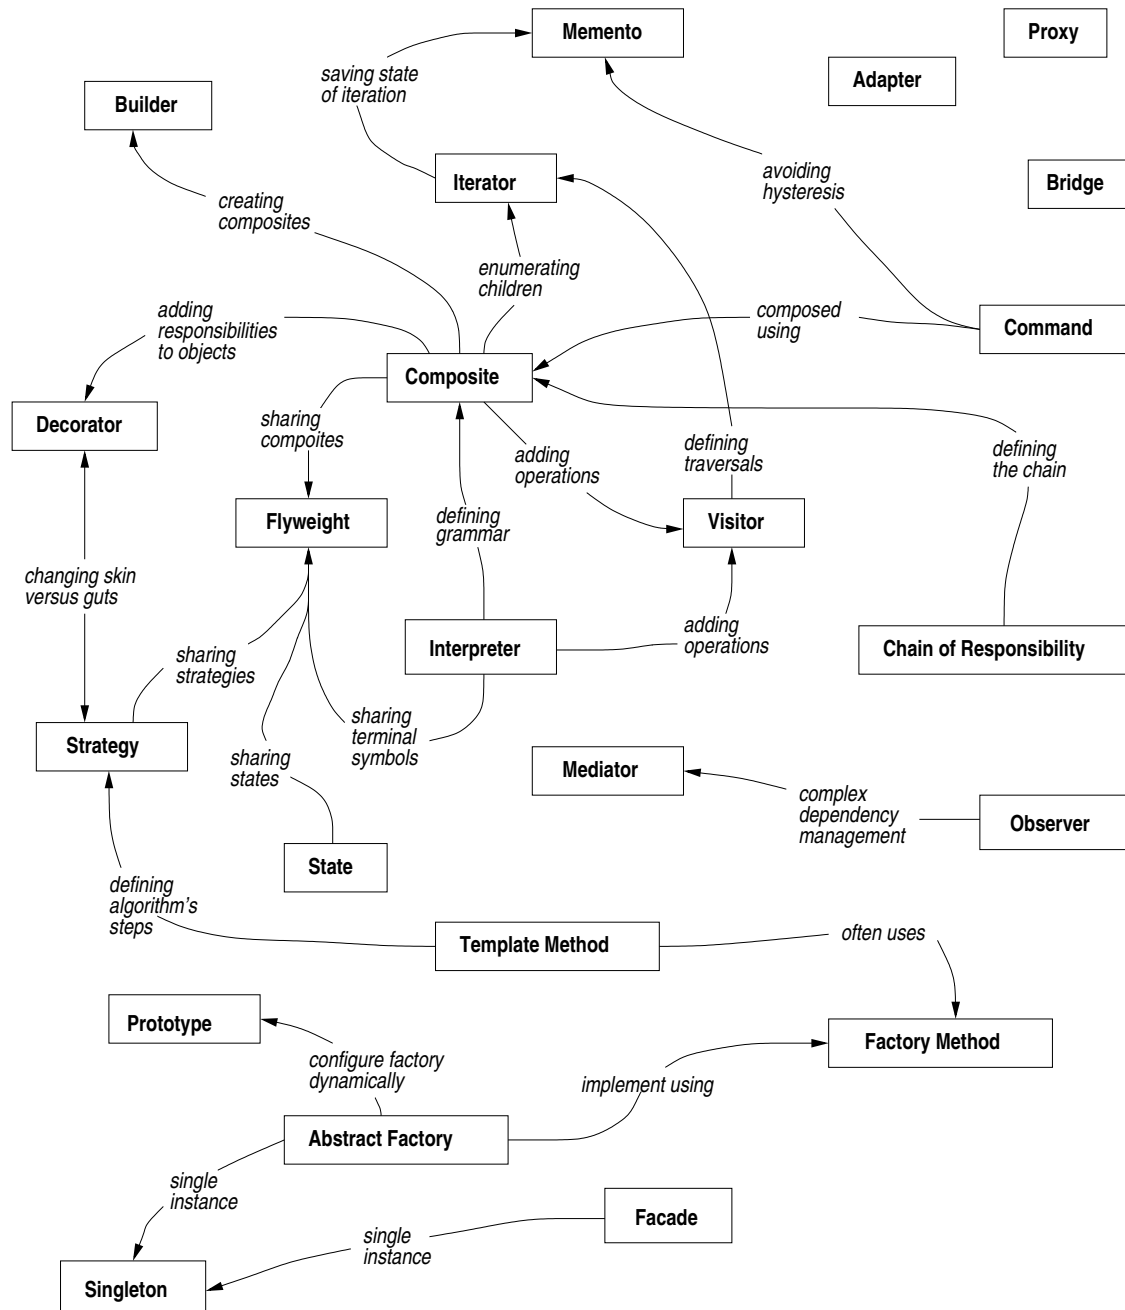 Memento
Proxy
saving state
of iteration
Adapter
Builder
Iterator
avoiding
hysteresis
Bridge
creating
composites
enumerating
children
adding
responsibilities
to objects
composed
using
Command
Composite
Decorator
sharing
compoites
adding
operations
defining
traversals
defining
the chain
Flyweight
defining
grammar
Visitor
changing skin
versus guts
sharing
strategies
Interpreter
adding
operations
Chain of Responsibility
Strategy
sharing
states
sharing
terminal
symbols
Mediator
complex
dependency
management
Observer
State
defining
algorithm's
steps
Template Method
often uses
Prototype
Factory Method
configure factory
dynamically
implement using
Abstract Factory
single
instance
Facade
single
instance
Singleton